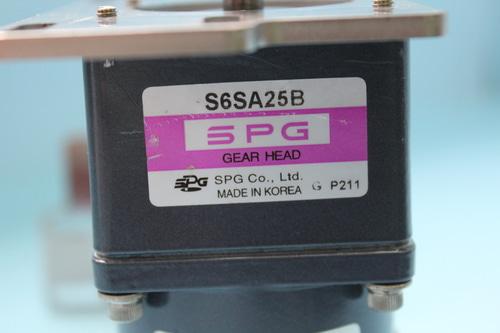 S6SA25B
SPG
GEAR HEAD
SPG SPG Co., Ltd.
MADE IN KOREA G P211